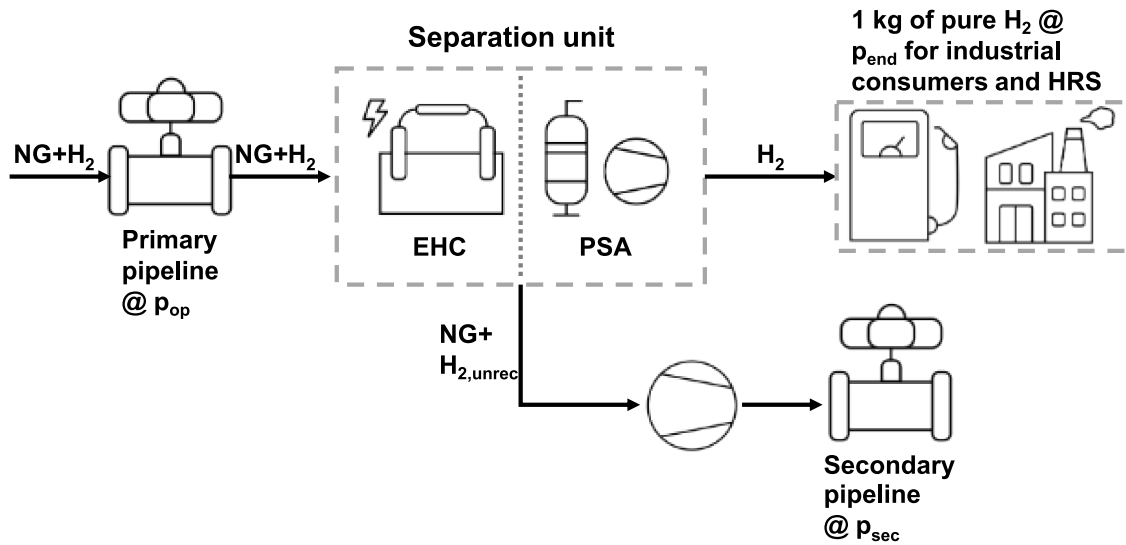 Separation unit
1 kg of pure H₂ @
p_end for industrial
consumers and HRS
NG+H₂
NG+H₂
H₂
EHC
PSA
Primary
pipeline
@ p_op
NG+
H₂,unrec
Secondary
pipeline
@ p_sec